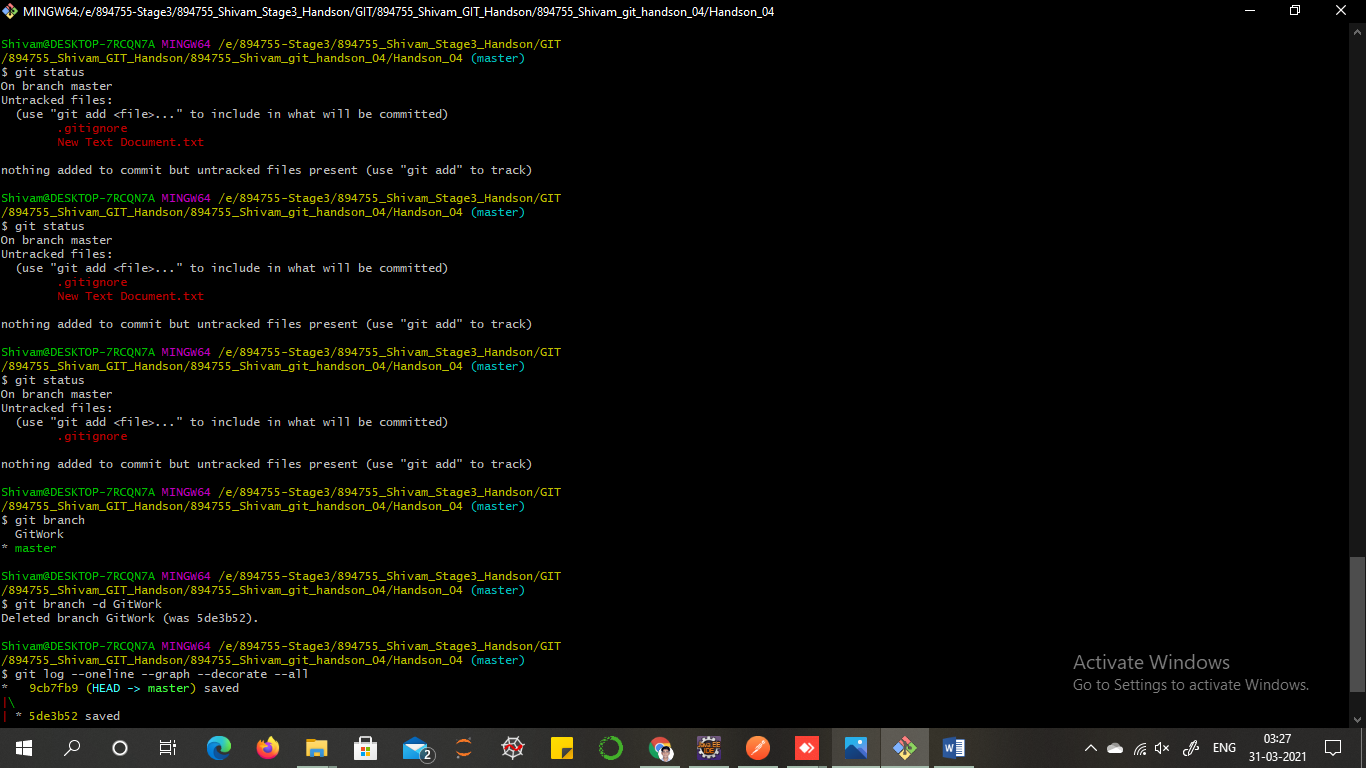 MINGW64:/e/894755-Stage3/894755_Shivam_Stage3_Handson/GIT/894755_Shivam_GIT_Handson/894755_Shivam_git_handson_04/Handson_04
Shivam@DESKTOP-7RCQN7A MINGW64 /e/894755-Stage3/894755_Shivam_Stage3_Handson/GIT
/894755_Shivam_GIT_Handson/894755_Shivam_git_handson_04/Handson_04 (master)
$ git status
On branch master
Untracked files:
  (use "git add <file>..." to include in what will be committed)
        .gitignore
        New Text Document.txt

nothing added to commit but untracked files present (use "git add" to track)

Shivam@DESKTOP-7RCQN7A MINGW64 /e/894755-Stage3/894755_Shivam_Stage3_Handson/GIT
/894755_Shivam_GIT_Handson/894755_Shivam_git_handson_04/Handson_04 (master)
$ git status
On branch master
Untracked files:
  (use "git add <file>..." to include in what will be committed)
        .gitignore
        New Text Document.txt

nothing added to commit but untracked files present (use "git add" to track)

Shivam@DESKTOP-7RCQN7A MINGW64 /e/894755-Stage3/894755_Shivam_Stage3_Handson/GIT
/894755_Shivam_GIT_Handson/894755_Shivam_git_handson_04/Handson_04 (master)
$ git status
On branch master
Untracked files:
  (use "git add <file>..." to include in what will be committed)
        .gitignore

nothing added to commit but untracked files present (use "git add" to track)

Shivam@DESKTOP-7RCQN7A MINGW64 /e/894755-Stage3/894755_Shivam_Stage3_Handson/GIT
/894755_Shivam_GIT_Handson/894755_Shivam_git_handson_04/Handson_04 (master)
$ git branch
  GitWork
* master

Shivam@DESKTOP-7RCQN7A MINGW64 /e/894755-Stage3/894755_Shivam_Stage3_Handson/GIT
/894755_Shivam_GIT_Handson/894755_Shivam_git_handson_04/Handson_04 (master)
$ git branch -d GitWork
Deleted branch GitWork (was 5de3b52).

Shivam@DESKTOP-7RCQN7A MINGW64 /e/894755-Stage3/894755_Shivam_Stage3_Handson/GIT
/894755_Shivam_GIT_Handson/894755_Shivam_git_handson_04/Handson_04 (master)
$ git log --oneline --graph --decorate --all
*   9cb7fb9 (HEAD -> master) saved
|\
| * 5de3b52 saved
Activate Windows
Go to Settings to activate Windows.
2
Java EE
IDE
ENG
03:27
31-03-2021